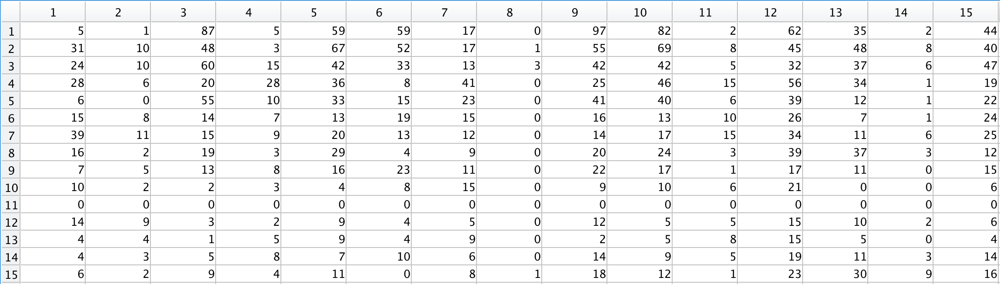 1 2 3 4 5 6 7 8 9 10 11 12 13 14 15
1 5 1 87 5 59 59 17 0 97 82 2 62 35 2 44
2 31 10 48 3 67 52 17 1 55 69 8 45 48 8 40
3 24 10 60 15 42 33 13 3 42 42 5 32 37 6 47
4 28 6 20 28 36 8 41 0 25 46 15 56 34 1 19
5 6 0 55 10 33 15 23 0 41 40 6 39 12 1 22
6 15 8 14 7 13 19 15 0 16 13 10 26 7 1 24
7 39 11 15 9 20 13 12 0 14 17 15 34 11 6 25
8 16 2 19 3 29 4 9 0 20 24 3 39 37 3 12
9 7 5 13 8 16 23 11 0 22 17 1 17 11 0 15
10 10 2 2 3 4 8 15 0 9 10 6 21 0 0 6
11 0 0 0 0 0 0 0 0 0 0 0 0 0 0 0
12 14 9 3 2 9 4 5 0 12 5 5 15 10 2 6
13 4 4 1 5 9 4 9 0 2 5 8 15 5 0 4
14 4 3 5 8 7 10 6 0 14 9 5 19 11 3 14
15 6 2 9 4 11 0 8 1 18 12 1 23 30 9 16